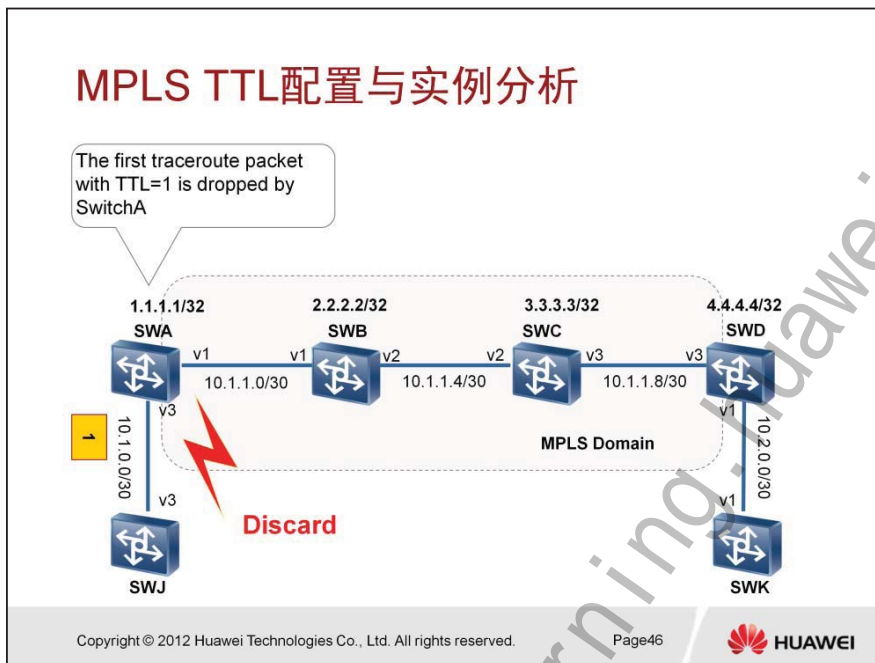 MPLS TTL配置与实例分析
The first traceroute packet
with TTL=1 is dropped by
SwitchA
1.1.1.1/32
2.2.2.2/32
3.3.3.3/32
4.4.4.4/32
SWA
SWB
SWC
SWD
v1
v1
v2
v2
v3
v3
10.1.1.0/30
10.1.1.4/30
10.1.1.8/30
v3
v1
1
10.1.0.0/30
10.2.0.0/30
MPLS Domain
v3
v1
Discard
SWJ
SWK
Copyright © 2012 Huawei Technologies Co., Ltd. All rights reserved.
Page46
HUAWEI
rning.huawei.